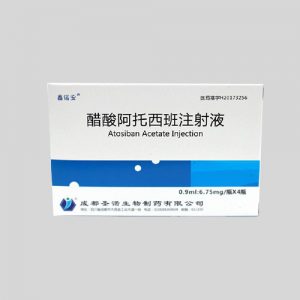 鑫诺安®
国药准字H20173256
醋酸阿托西班注射液
Atosiban Acetate Injection
0.9ml:6.75mg/瓶X4瓶
成都圣诺生物制药有限公司